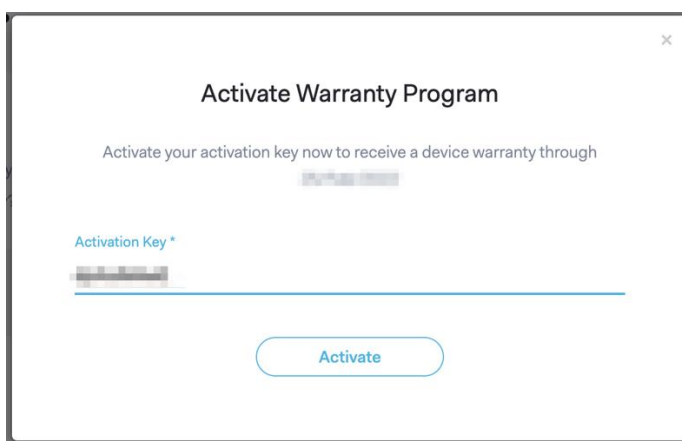 ×
Activate Warranty Program
Activate your activation key now to receive a device warranty through
Activation Key *
Activate